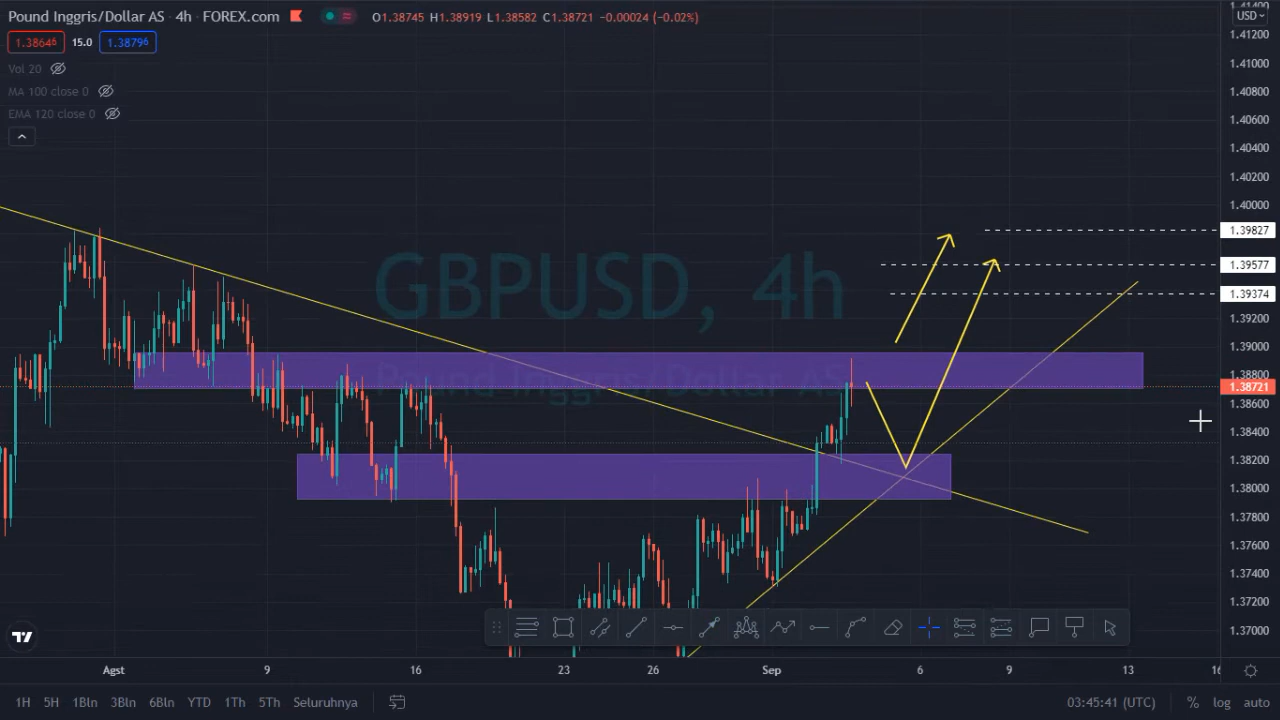 Pound Inggris/Dollar AS · 4h · FOREX.com O1.38745 H1.38919 L1.38582 C1.38721 −0.00024 (−0.02%)
1.38646 15.0 1.38796
Vol 20
MA 100 close 0
EMA 120 close 0
GBPUSD, 4h
Pound Inggris/Dollar AS
USD
1.41400
1.41200
1.41000
1.40800
1.40600
1.40400
1.40200
1.40000
1.39827
1.39577
1.39374
1.39200
1.39000
1.38800
1.38721
1.38600
1.38400
1.38200
1.38000
1.37800
1.37600
1.37400
1.37200
1.37000
Agst 9 16 23 26 Sep 6 9 13 16
1H 5H 1Bln 3Bln 6Bln YTD 1Th 5Th Seluruhnya 03:45:41 (UTC) % log auto